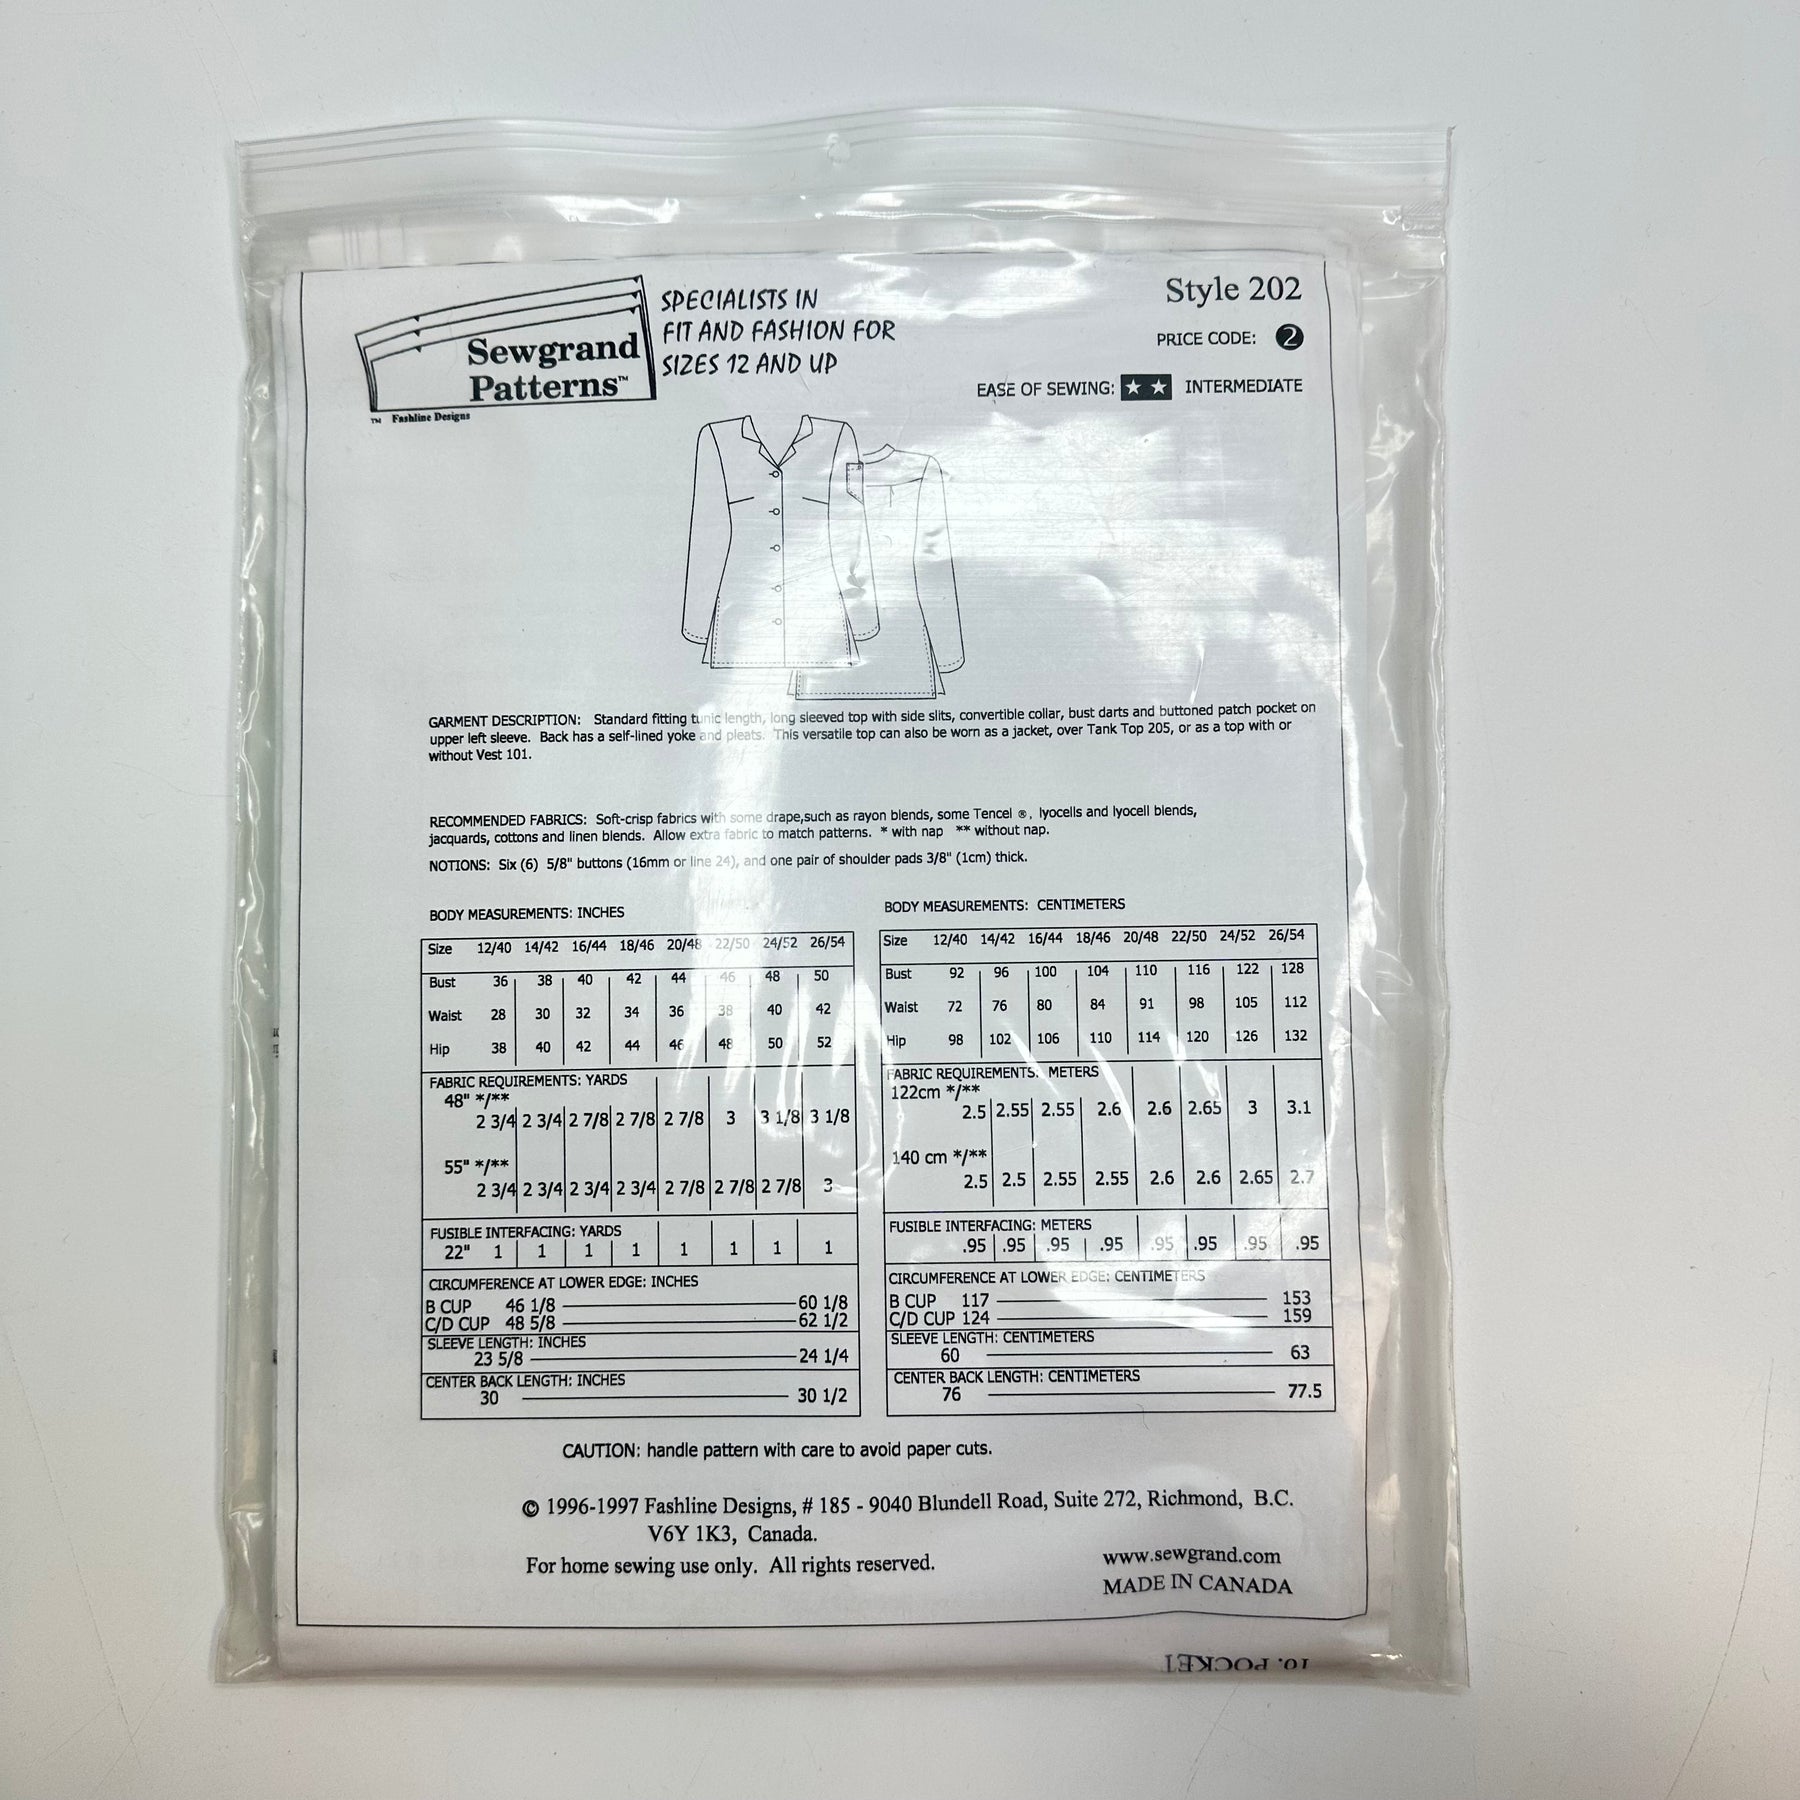 Sewgrand
Patterns™
™ Fashline Designs
SPECIALISTS IN
FIT AND FASHION FOR
SIZES 12 AND UP
Style 202
PRICE CODE: 2
EASE OF SEWING: ★ ★ INTERMEDIATE
GARMENT DESCRIPTION: Standard fitting tunic length, long sleeved top with side slits, convertible collar, bust darts and buttoned patch pocket on
upper left sleeve. Back has a self-lined yoke and pleats. This versatile top can also be worn as a jacket, over Tank Top 205, or as a top with or
without Vest 101.
RECOMMENDED FABRICS: Soft-crisp fabrics with some drape,such as rayon blends, some Tencel ®, lyocells and lyocell blends,
jacquards, cottons and linen blends. Allow extra fabric to match patterns. * with nap ** without nap.
NOTIONS: Six (6) 5/8" buttons (16mm or line 24), and one pair of shoulder pads 3/8" (1cm) thick.
BODY MEASUREMENTS: INCHES
Size 12/40 14/42 16/44 18/46 20/48 22/50 24/52 26/54
Bust 36 38 40 42 44 46 48 50
Waist 28 30 32 34 36 38 40 42
Hip 38 40 42 44 46 48 50 52
FABRIC REQUIREMENTS: YARDS
48" */**
2 3/4 2 3/4 2 7/8 2 7/8 2 7/8 3 3 1/8 3 1/8
55" */**
2 3/4 2 3/4 2 3/4 2 3/4 2 7/8 2 7/8 2 7/8 3
FUSIBLE INTERFACING: YARDS
22" 1 1 1 1 1 1 1 1
CIRCUMFERENCE AT LOWER EDGE: INCHES
B CUP 46 1/8 60 1/8
C/D CUP 48 5/8 62 1/2
SLEEVE LENGTH: INCHES
23 5/8 24 1/4
CENTER BACK LENGTH: INCHES
30 30 1/2
BODY MEASUREMENTS: CENTIMETERS
Size 12/40 14/42 16/44 18/46 20/48 22/50 24/52 26/54
Bust 92 96 100 104 110 116 122 128
Waist 72 76 80 84 91 98 105 112
Hip 98 102 106 110 114 120 126 132
FABRIC REQUIREMENTS: METERS
122cm */**
2.5 2.55 2.55 2.6 2.6 2.65 3 3.1
140 cm */**
2.5 2.5 2.55 2.55 2.6 2.6 2.65 2.7
FUSIBLE INTERFACING: METERS
.95 .95 .95 .95 .95 .95 .95 .95
CIRCUMFERENCE AT LOWER EDGE: CENTIMETERS
B CUP 117 153
C/D CUP 124 159
SLEEVE LENGTH: CENTIMETERS
60 63
CENTER BACK LENGTH: CENTIMETERS
76 77.5
CAUTION: handle pattern with care to avoid paper cuts.
© 1996-1997 Fashline Designs, # 185 - 9040 Blundell Road, Suite 272, Richmond, B.C.
V6Y 1K3, Canada.
For home sewing use only. All rights reserved.
www.sewgrand.com
MADE IN CANADA
10. POCKET